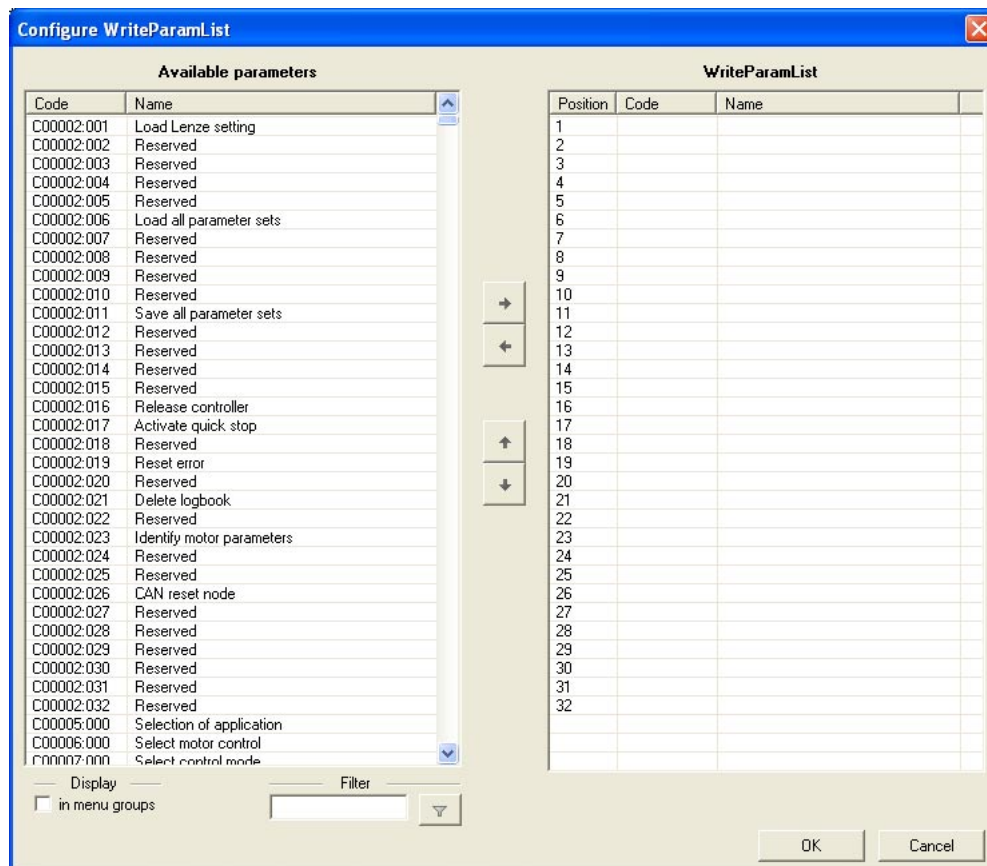 Configure WriteParamList
Available parameters
Code Name
C00002:001 Load Lenze setting
C00002:002 Reserved
C00002:003 Reserved
C00002:004 Reserved
C00002:005 Reserved
C00002:006 Load all parameter sets
C00002:007 Reserved
C00002:008 Reserved
C00002:009 Reserved
C00002:010 Reserved
C00002:011 Save all parameter sets
C00002:012 Reserved
C00002:013 Reserved
C00002:014 Reserved
C00002:015 Reserved
C00002:016 Release controller
C00002:017 Activate quick stop
C00002:018 Reserved
C00002:019 Reset error
C00002:020 Reserved
C00002:021 Delete logbook
C00002:022 Reserved
C00002:023 Identify motor parameters
C00002:024 Reserved
C00002:025 Reserved
C00002:026 CAN reset node
C00002:027 Reserved
C00002:028 Reserved
C00002:029 Reserved
C00002:030 Reserved
C00002:031 Reserved
C00002:032 Reserved
C00005:000 Selection of application
C00006:000 Select motor control
C00007:000 Select control mode
Display
in menu groups
Filter
WriteParamList
Position Code Name
1
2
3
4
5
6
7
8
9
10
11
12
13
14
15
16
17
18
19
20
21
22
23
24
25
26
27
28
29
30
31
32
OK Cancel